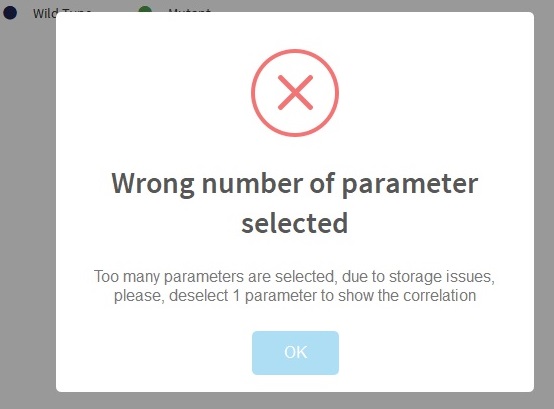 Wild Type Mutant
Wrong number of parameter
selected
Too many parameters are selected, due to storage issues,
please, deselect 1 parameter to show the correlation
OK